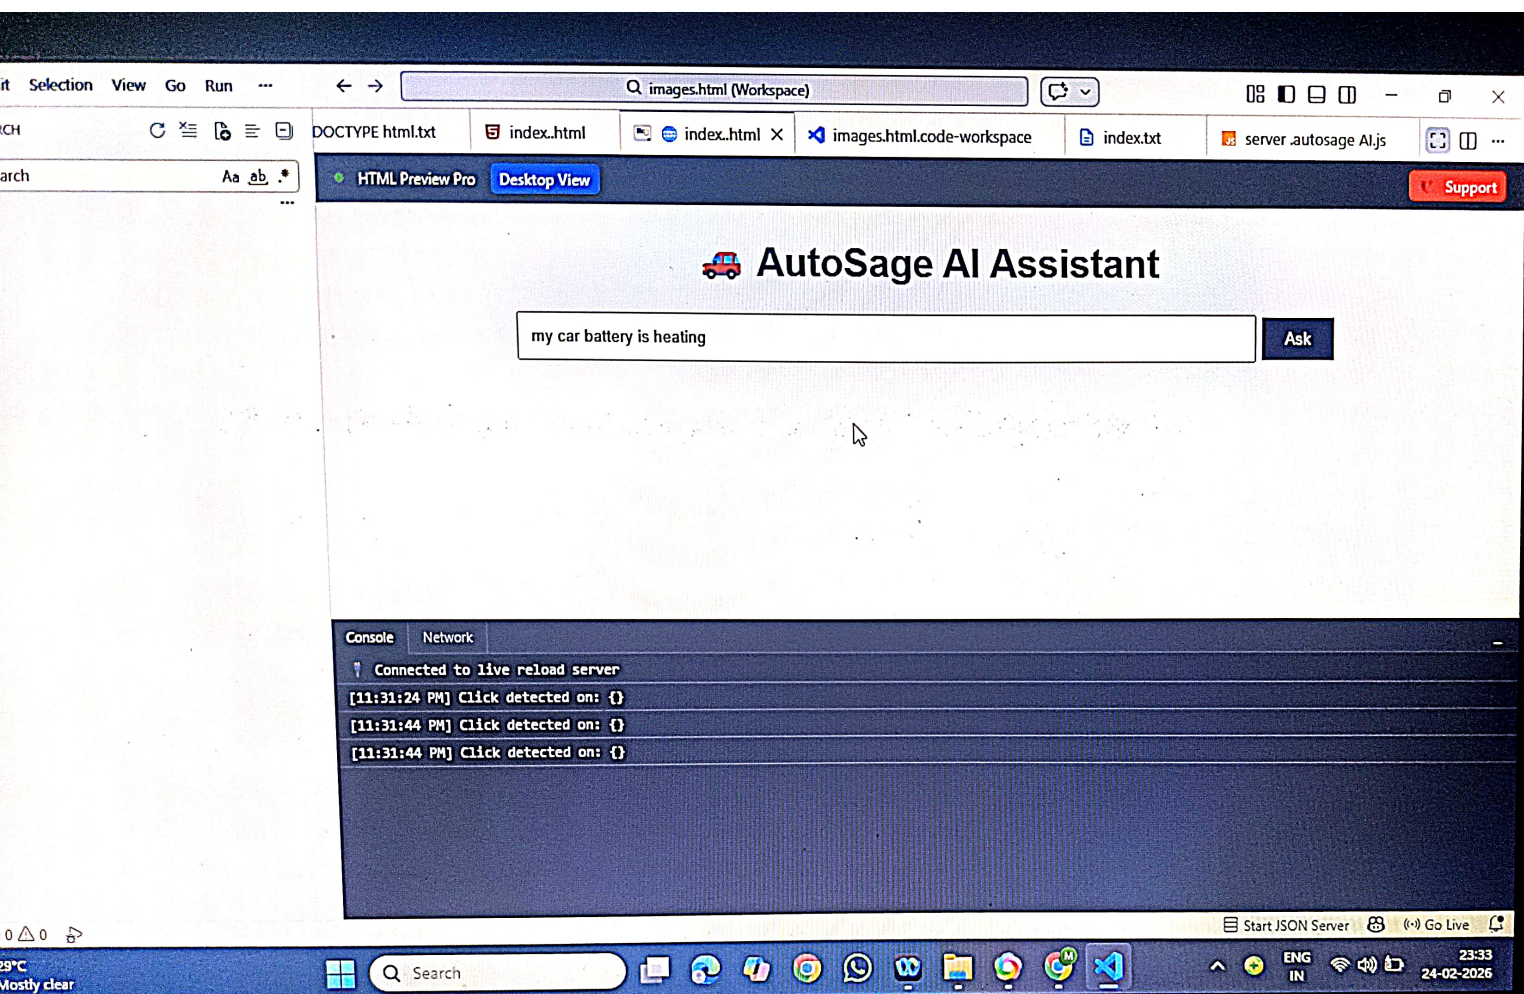 it Selection View Go Run ···
images.html (Workspace)
RCH
DOCTYPE html.txt
index..html
index..html
images.html.code-workspace
index.txt
server .autosage AI.js
arch
Aa ab .*
HTML Preview Pro
Desktop View
Support
AutoSage AI Assistant
my car battery is heating
Ask
Console Network
Connected to live reload server
[11:31:24 PM] Click detected on: {}
[11:31:44 PM] Click detected on: {}
[11:31:44 PM] Click detected on: {}
0 0
Start JSON Server
Go Live
29°C
Mostly clear
Search
ENG
IN
23:33
24-02-2026